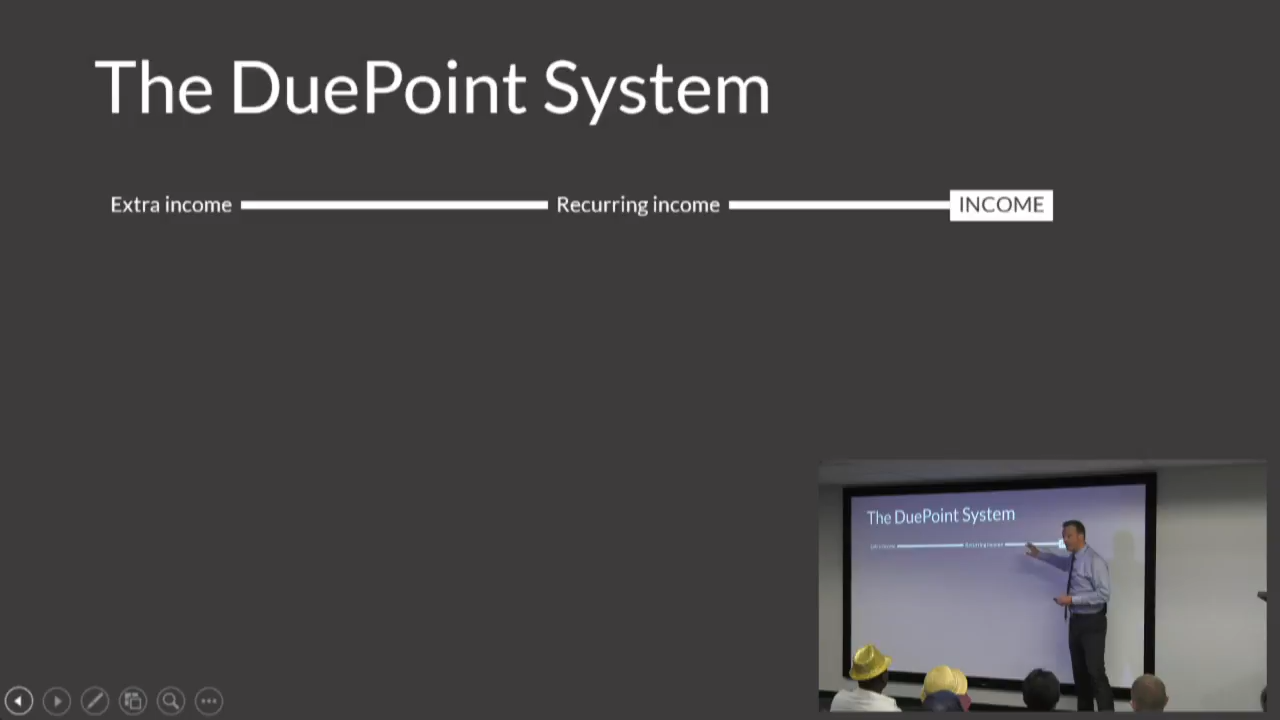 The DuePoint System
Extra income Recurring income INCOME
The DuePoint System